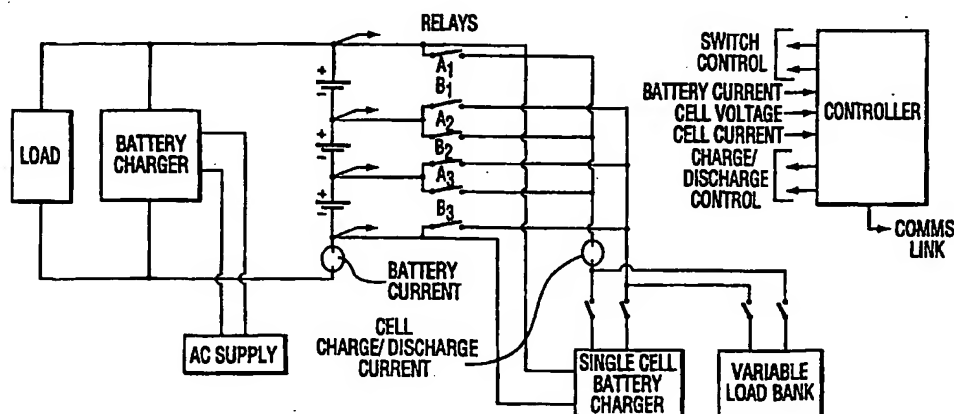 RELAYS
A1
B1
A2
B2
A3
B3
+
-
+
-
+
-
LOAD
BATTERY
CHARGER
AC SUPPLY
BATTERY
CURRENT
CELL
CHARGE/DISCHARGE
CURRENT
SINGLE CELL
BATTERY
CHARGER
VARIABLE
LOAD BANK
SWITCH
CONTROL
BATTERY CURRENT
CELL VOLTAGE
CELL CURRENT
CHARGE/
DISCHARGE
CONTROL
CONTROLLER
COMMS
LINK